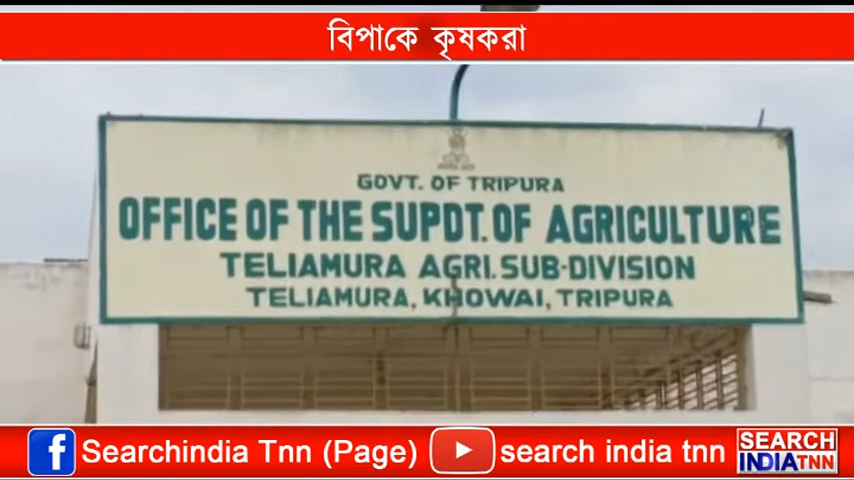 বিপাকে কৃষকরা
GOVT. OF TRIPURA
OFFICE OF THE SUPDT. OF AGRICULTURE
TELIAMURA AGRI. SUB-DIVISION
TELIAMURA, KHOWAI, TRIPURA
f Searchindia Tnn (Page) search india tnn
SEARCH
INDIATNN